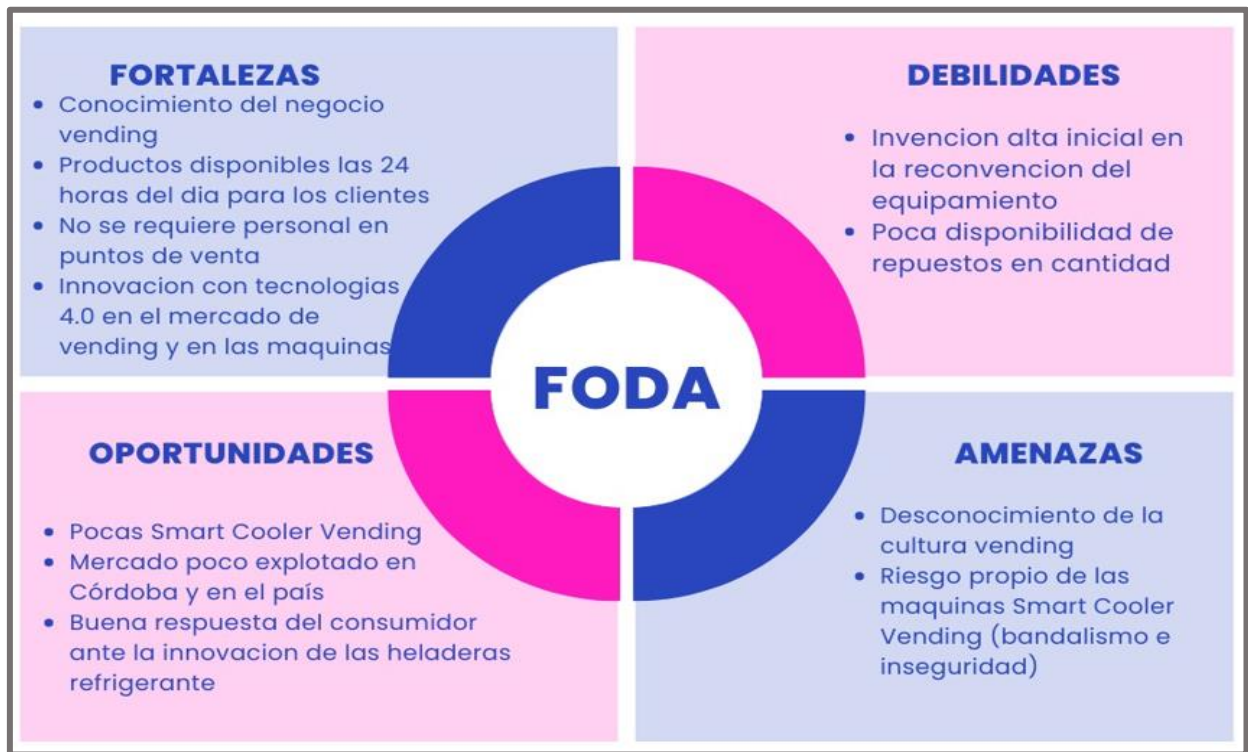 FORTALEZAS
• Conocimiento del negocio
vending
• Productos disponibles las 24
horas del dia para los clientes
• No se requiere personal en
puntos de venta
• Innovacion con tecnologias
4.0 en el mercado de
vending y en las maquinas
DEBILIDADES
• Invencion alta inicial en
la reconvencion del
equipamiento
• Poca disponibilidad de
repuestos en cantidad
FODA
OPORTUNIDADES
• Pocas Smart Cooler Vending
• Mercado poco explotado en
Córdoba y en el país
• Buena respuesta del consumidor
ante la innovacion de las heladeras
refrigerante
AMENAZAS
• Desconocimiento de la
cultura vending
• Riesgo propio de las
maquinas Smart Cooler
Vending (bandalismo e
inseguridad)